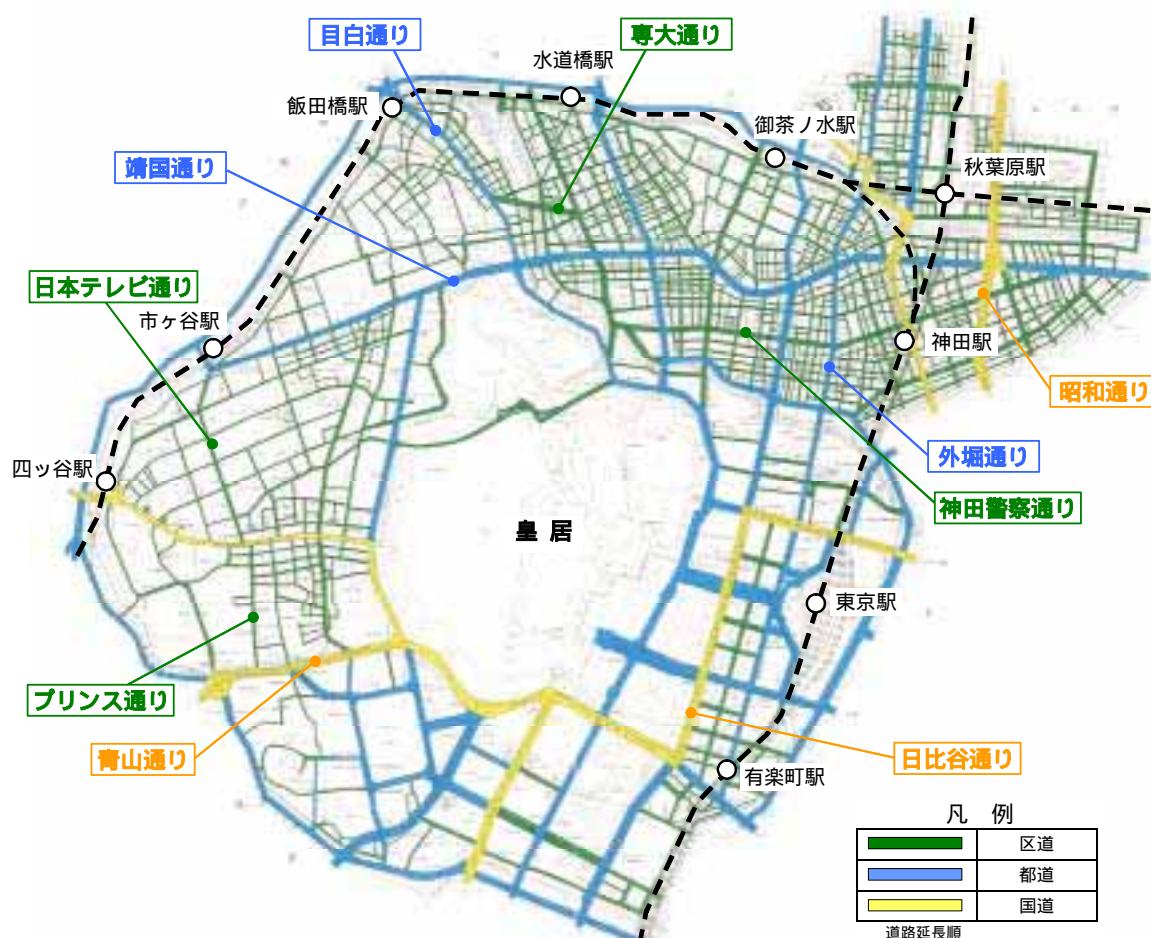 目白通り
専大通り
水道橋駅
飯田橋駅
御茶ノ水駅
靖国通り
秋葉原駅
日本テレビ通り
市ヶ谷駅
神田駅
昭和通り
外堀通り
四ッ谷駅
神田警察通り
皇居
東京駅
プリンス通り
青山通り
日比谷通り
有楽町駅
凡 例
区道
都道
国道
道路延長順